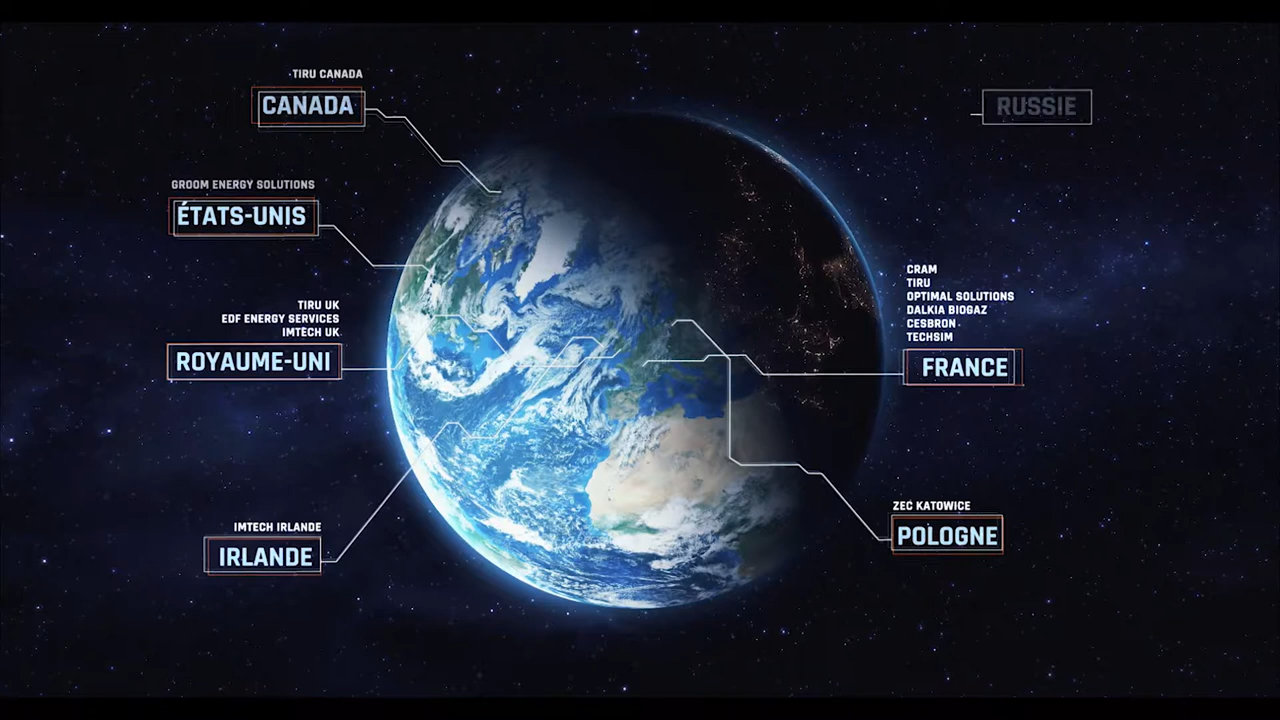 TIRU CANADA
CANADA
RUSSIE
GROOM ENERGY SOLUTIONS
ÉTATS-UNIS
TIRU UK
EDF ENERGY SERVICES
IMTECH UK
ROYAUME-UNI
CRAM
TIRU
OPTIMAL SOLUTIONS
DALKIA BIOGAZ
CESBRON
TECHSIM
FRANCE
IMTECH IRLANDE
IRLANDE
ZEC KATOWICE
POLOGNE